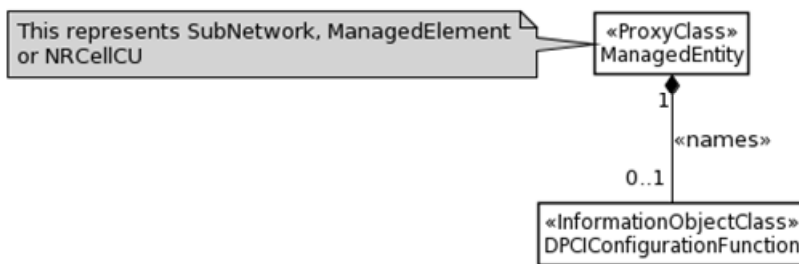 This represents SubNetwork, ManagedElement
or NRCellCU
«ProxyClass»
ManagedEntity
1
«names»
0..1
«InformationObjectClass»
DPCIConfigurationFunction